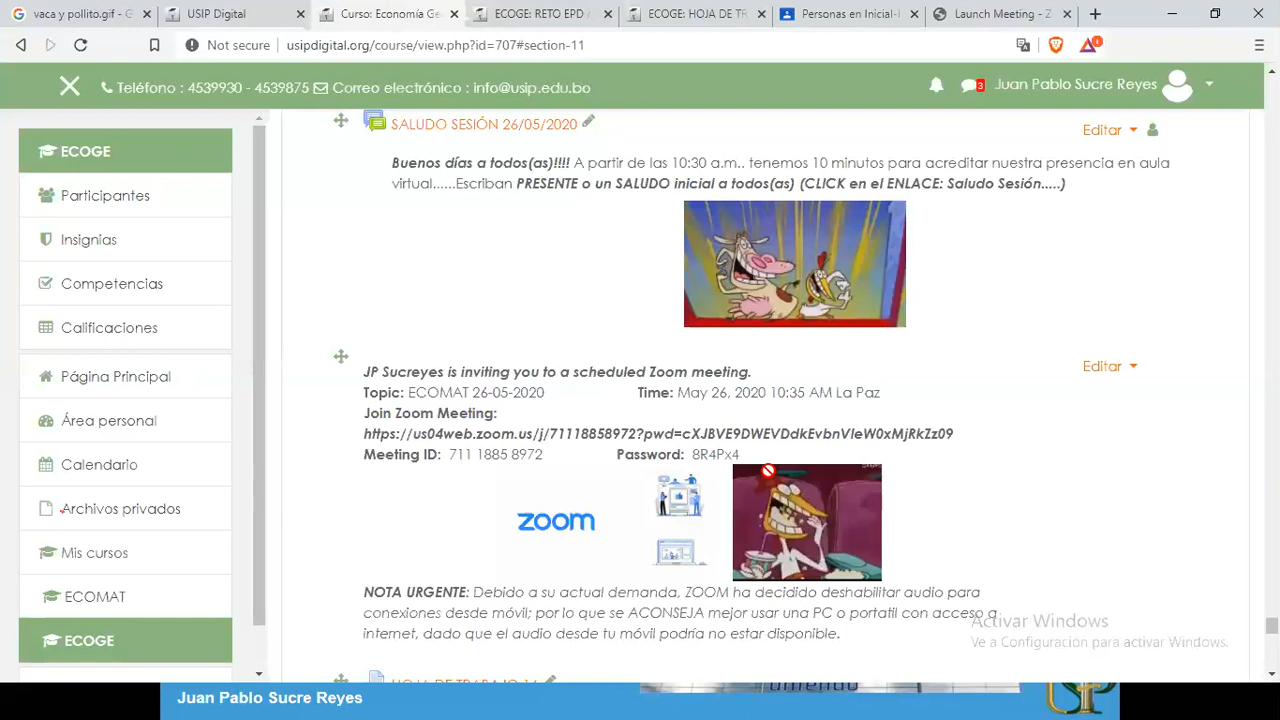 vaca y pollito.gif - G
USIP Digital
Curso: Economía Ge
ECOGE: RETO EPD /
ECOGE: HOJA DE TR
Personas en Inicial-I
Launch Meeting - Z
Not secure
usipdigital.org/course/view.php?id=707#section-11
1
Teléfono : 4539930 - 4539875 Correo electrónico : info@usip.edu.bo
3
Juan Pablo Sucre Reyes
ECOGE
Participantes
Insignias
Competencias
Calificaciones
Página Principal
Área personal
Calendario
Archivos privados
Mis cursos
ECOMAT
ECOGE
SALUDO SESIÓN 26/05/2020
Editar
Buenos días a todos(as)!!!! A partir de las 10:30 a.m.. tenemos 10 minutos para acreditar nuestra presencia en aula
virtual......Escriban PRESENTE o un SALUDO inicial a todos(as) (CLICK en el ENLACE: Saludo Sesión.....)
JP Sucreyes is inviting you to a scheduled Zoom meeting.
Editar
Topic: ECOMAT 26-05-2020 Time: May 26, 2020 10:35 AM La Paz
Join Zoom Meeting:
https://us04web.zoom.us/j/71118858972?pwd=cXJBVE9DWEVDdkEvbnVleW0xMjRkZz09
Meeting ID: 711 1885 8972 Password: 8R4Px4
zoom
NOTA URGENTE: Debido a su actual demanda, ZOOM ha decidido deshabilitar audio para
conexiones desde móvil; por lo que se ACONSEJA mejor usar una PC o portatil con acceso a
internet, dado que el audio desde tu móvil podría no estar disponible.
Activar Windows
Ve a Configuración para activar Windows.
HOJA DE TRABAJO 14
Juan Pablo Sucre Reyes